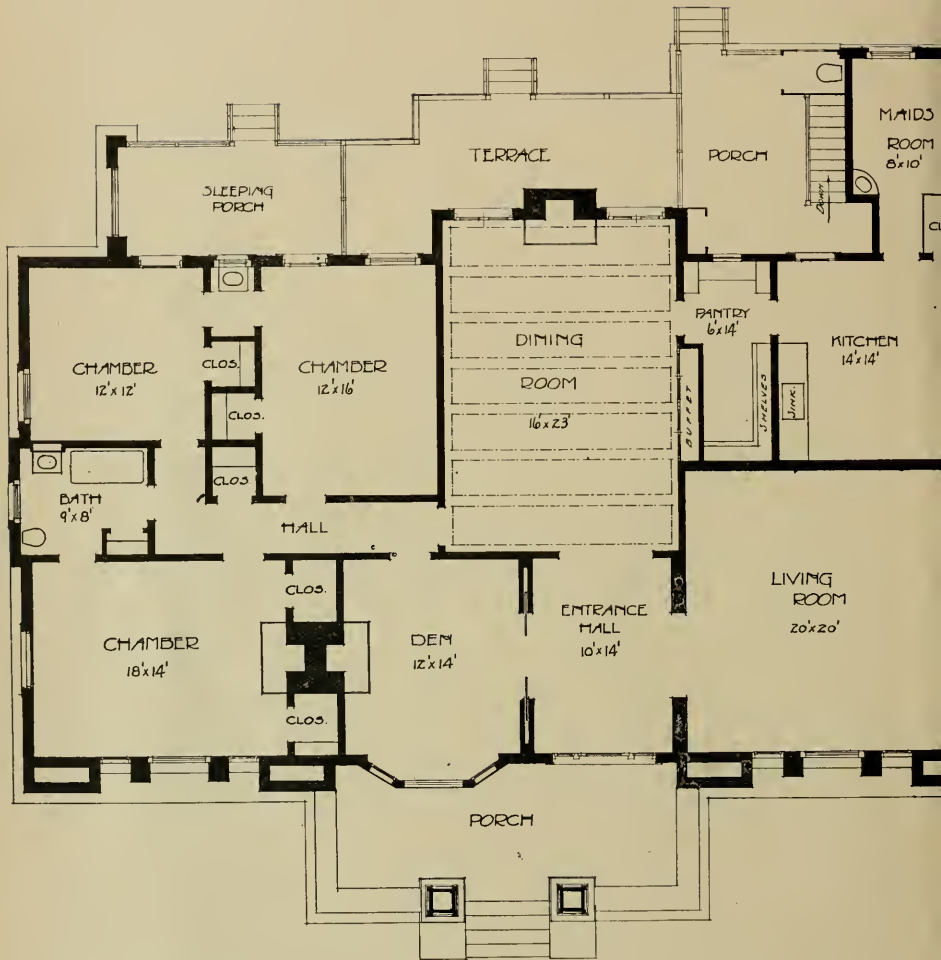 MAIDS
ROOM
8'x10'
TERRACE
PORCH
SLEEPING
PORCH
DOWN
PANTRY
6'x14'
DINING
ROOM
16'x23'
KITCHEN
14'x14'
CHAMBER
12'x12'
CLOS.
CHAMBER
12'x16'
CLOS.
CLOS.
BUFFET
SHELVES
SINK.
BATH
9'x8'
HALL
CLOS.
LIVING
ROOM
20'x20'
ENTRANCE
HALL
10'x14'
DEN
12'x14'
CHAMBER
18'x14'
CLOS.
PORCH